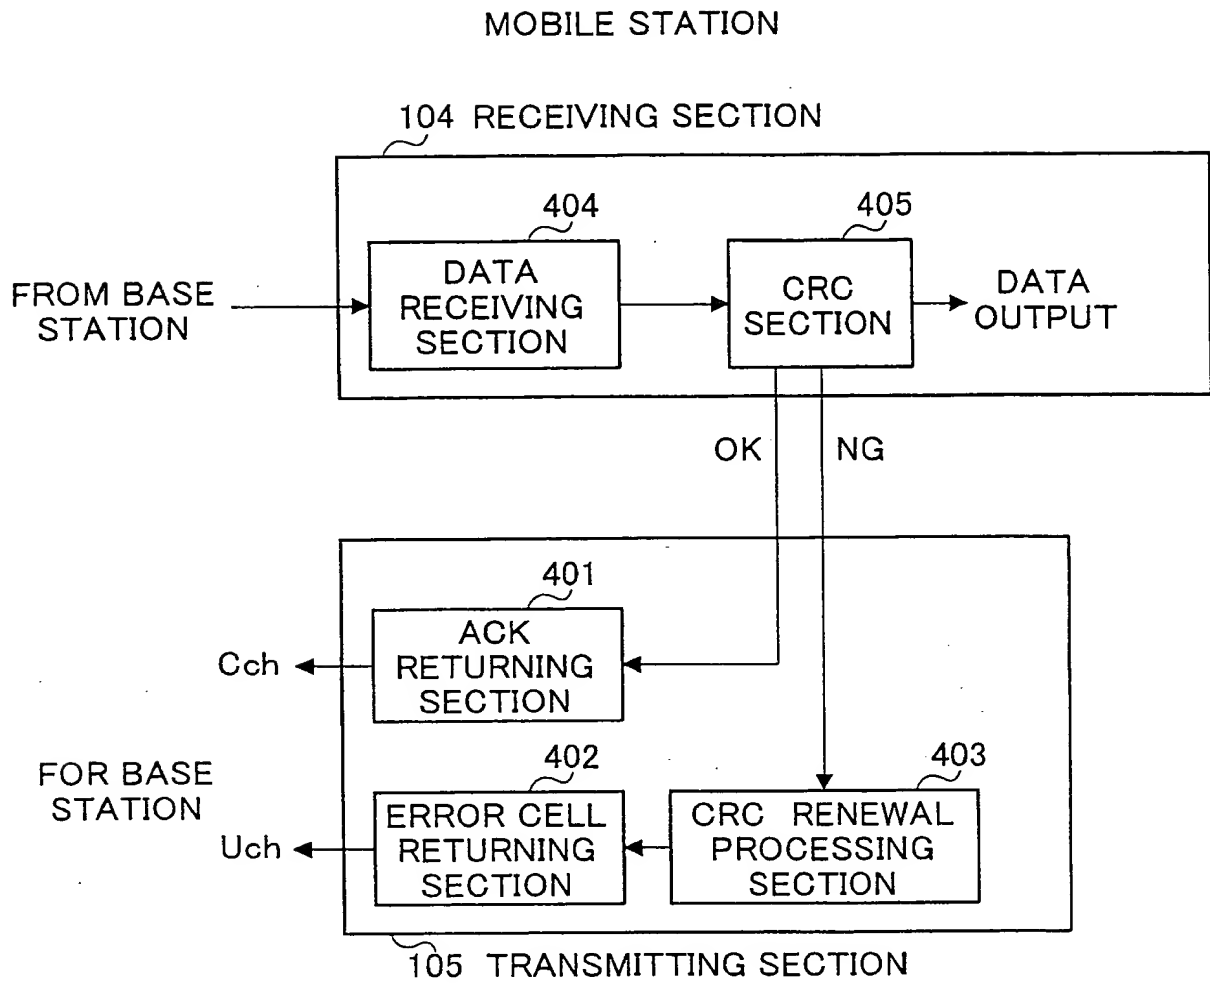 MOBILE STATION
104 RECEIVING SECTION
404
405
DATA
RECEIVING
SECTION
CRC
SECTION
DATA
OUTPUT
FROM BASE
STATION
OK
NG
401
ACK
RETURNING
SECTION
Cch
FOR BASE
STATION
402
403
ERROR CELL
RETURNING
SECTION
CRC RENEWAL
PROCESSING
SECTION
Uch
105 TRANSMITTING SECTION